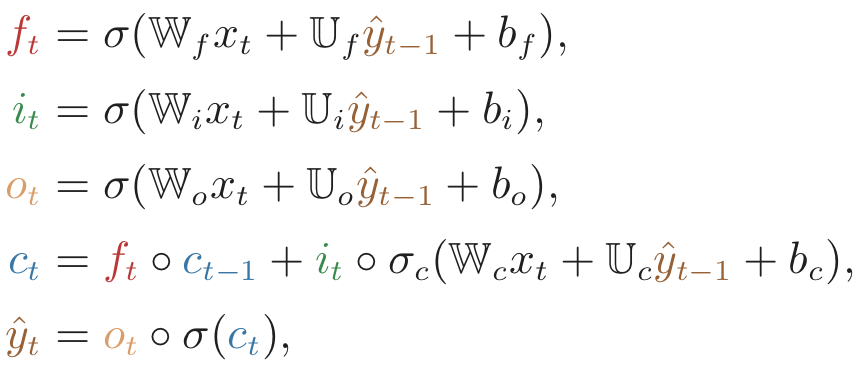 f_t = σ(𝕎_f x_t + 𝕌_f ŷ_{t−1} + b_f),
i_t = σ(𝕎_i x_t + 𝕌_i ŷ_{t−1} + b_i),
o_t = σ(𝕎_o x_t + 𝕌_o ŷ_{t−1} + b_o),
c_t = f_t ∘ c_{t−1} + i_t ∘ σ_c(𝕎_c x_t + 𝕌_c ŷ_{t−1} + b_c),
ŷ_t = o_t ∘ σ(c_t),